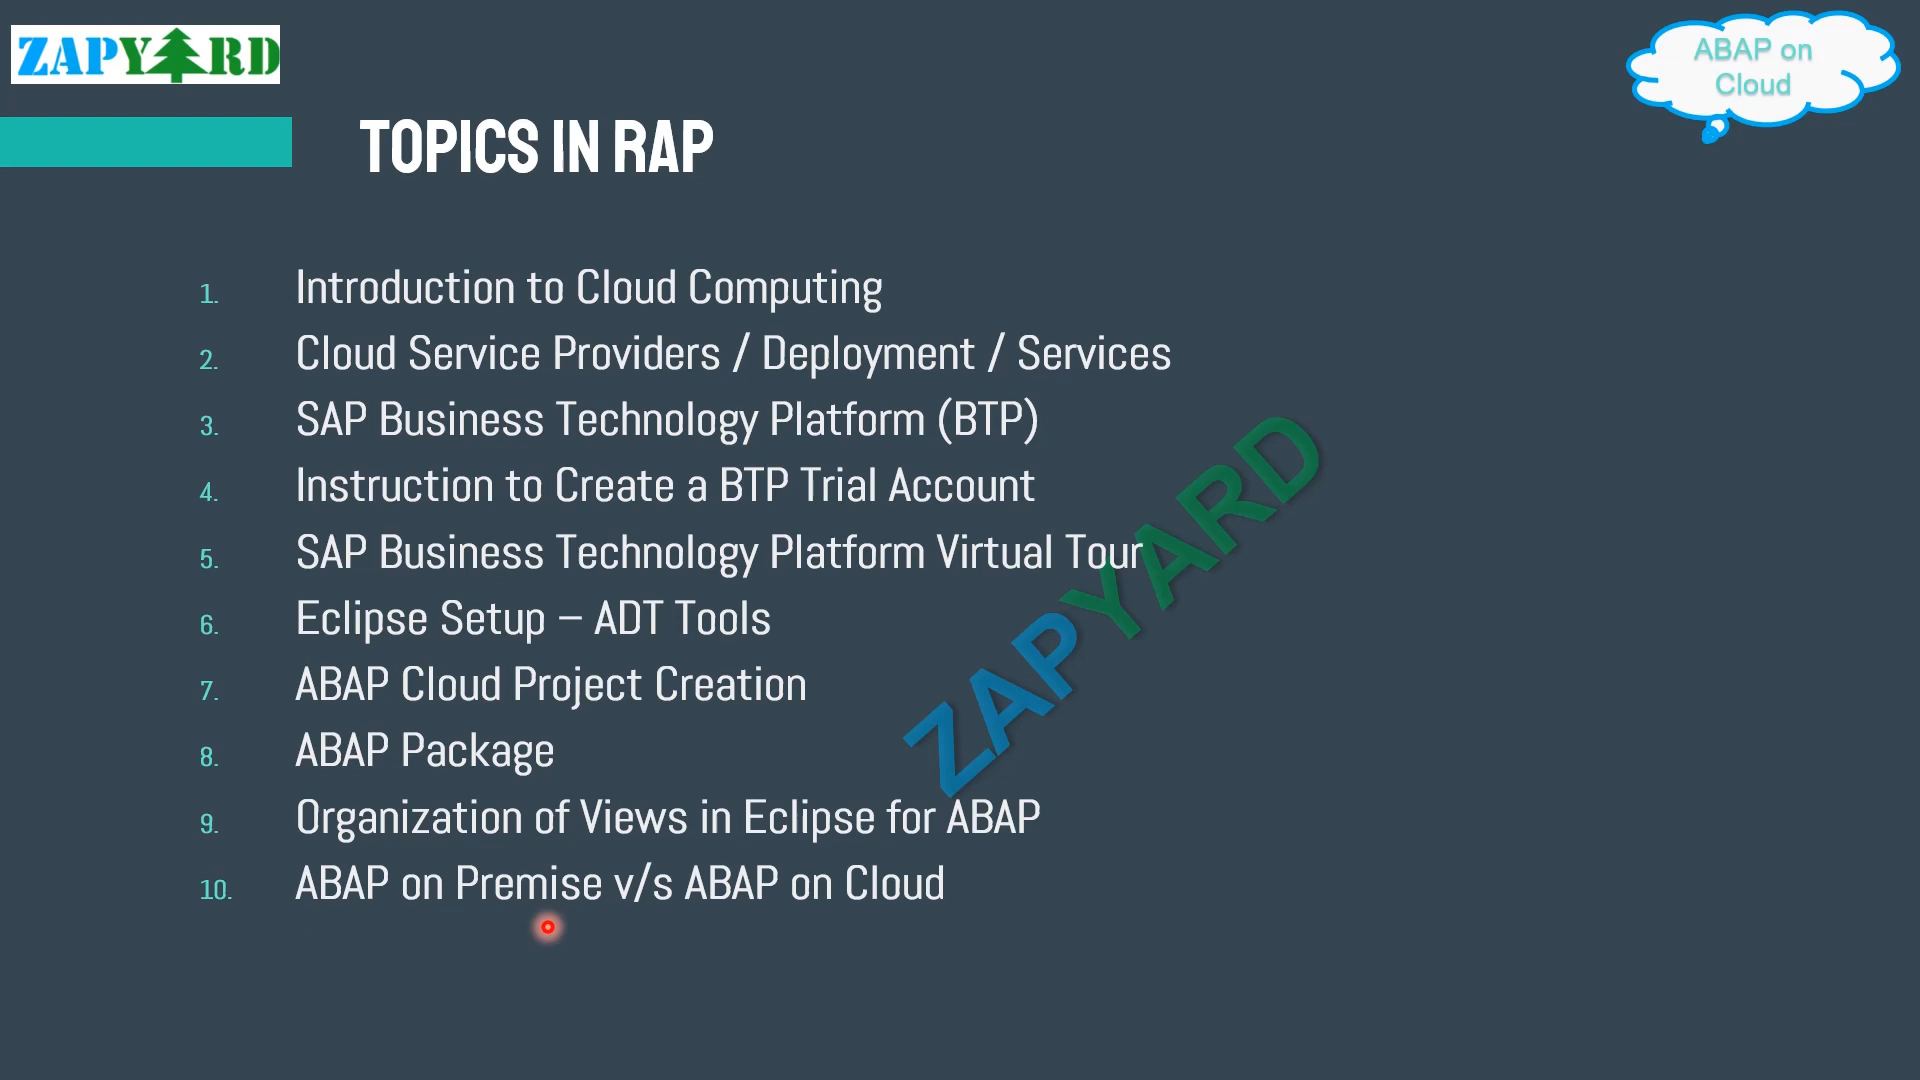 ZAPYARD
ABAP on
Cloud
TOPICS IN RAP
1. Introduction to Cloud Computing
2. Cloud Service Providers / Deployment / Services
3. SAP Business Technology Platform (BTP)
4. Instruction to Create a BTP Trial Account
5. SAP Business Technology Platform Virtual Tour
6. Eclipse Setup – ADT Tools
7. ABAP Cloud Project Creation
8. ABAP Package
9. Organization of Views in Eclipse for ABAP
10. ABAP on Premise v/s ABAP on Cloud
ZAPYARD